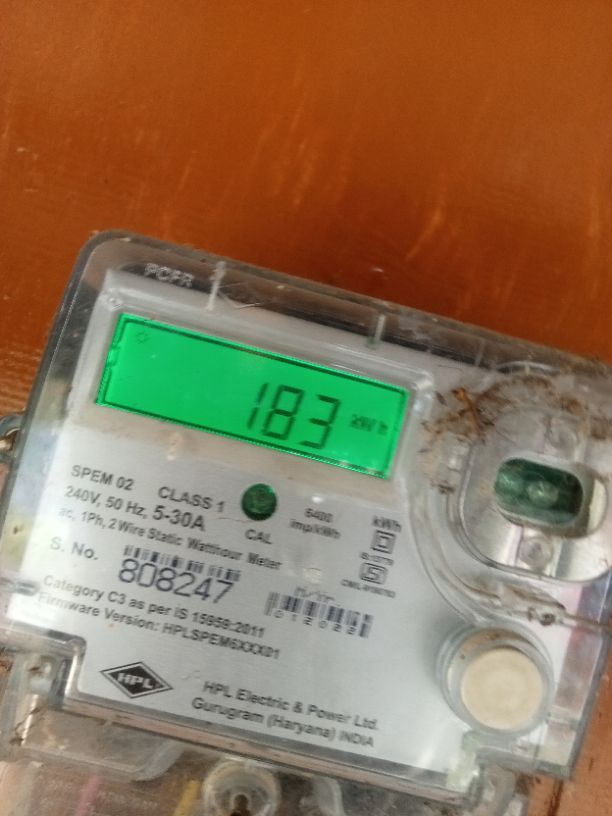 183 kWh
SPEM 02 CLASS 1
240V, 50 Hz, 5-30A
CAL
6400
imp/kWh
kWh
ac, 1Ph, 2 Wire Static Watthour Meter
S. No.
808247
M/Yr.
Category C3 as per IS 15959:2011
Firmware Version: HPLSPEM6XXX01
HPL
HPL Electric & Power Ltd.
Gurugram (Haryana) INDIA